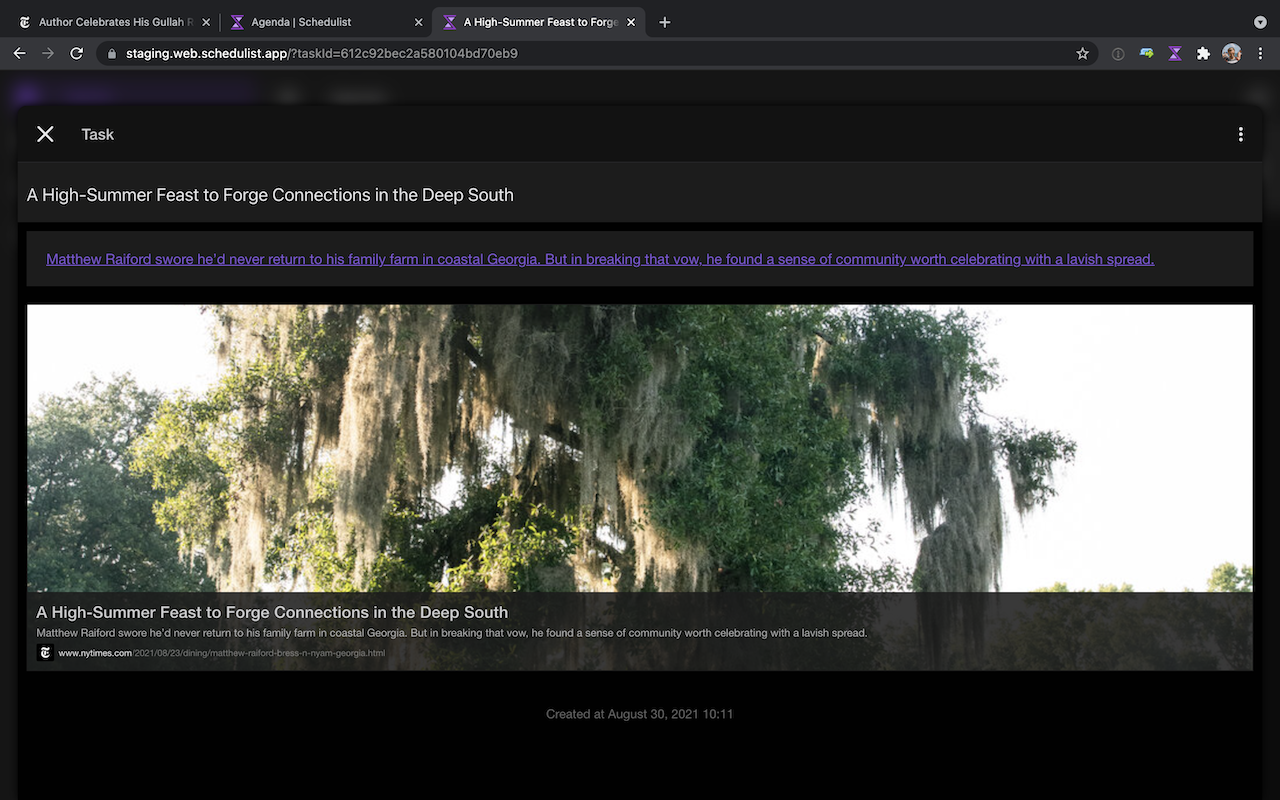 Author Celebrates His Gullah R
Agenda | Schedulist
A High-Summer Feast to Forge
staging.web.schedulist.app/?taskId=612c92bec2a580104bd70eb9
Task
A High-Summer Feast to Forge Connections in the Deep South
Matthew Raiford swore he'd never return to his family farm in coastal Georgia. But in breaking that vow, he found a sense of community worth celebrating with a lavish spread.
A High-Summer Feast to Forge Connections in the Deep South
Matthew Raiford swore he'd never return to his family farm in coastal Georgia. But in breaking that vow, he found a sense of community worth celebrating with a lavish spread.
www.nytimes.com/2021/08/23/dining/matthew-raiford-bress-n-nyam-georgia.html
Created at August 30, 2021 10:11